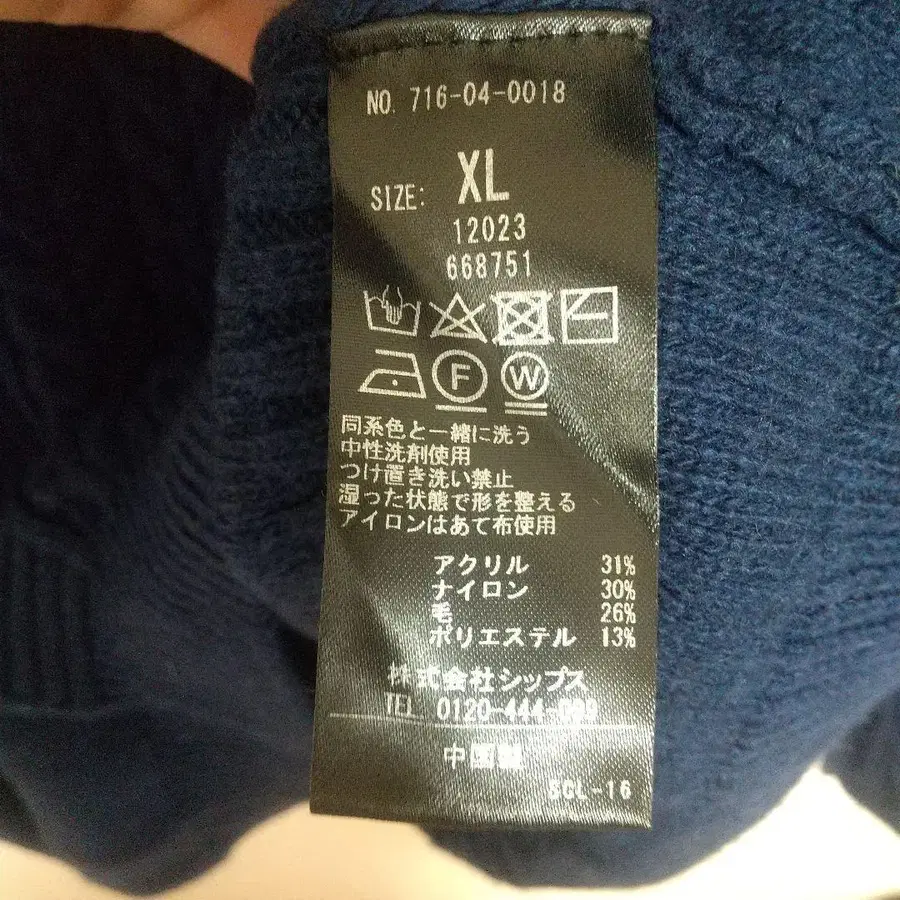 NO. 716-04-0018
SIZE: XL
12023
668751
F W
同系色と一緒に洗う
中性洗剤使用
つけ置き洗い禁止
湿った状態で形を整える
アイロンはあて布使用
アクリル 31%
ナイロン 30%
毛 26%
ポリエステル 13%
株式会社シップス
TEL 0120-444-099
中国製
SCL-16